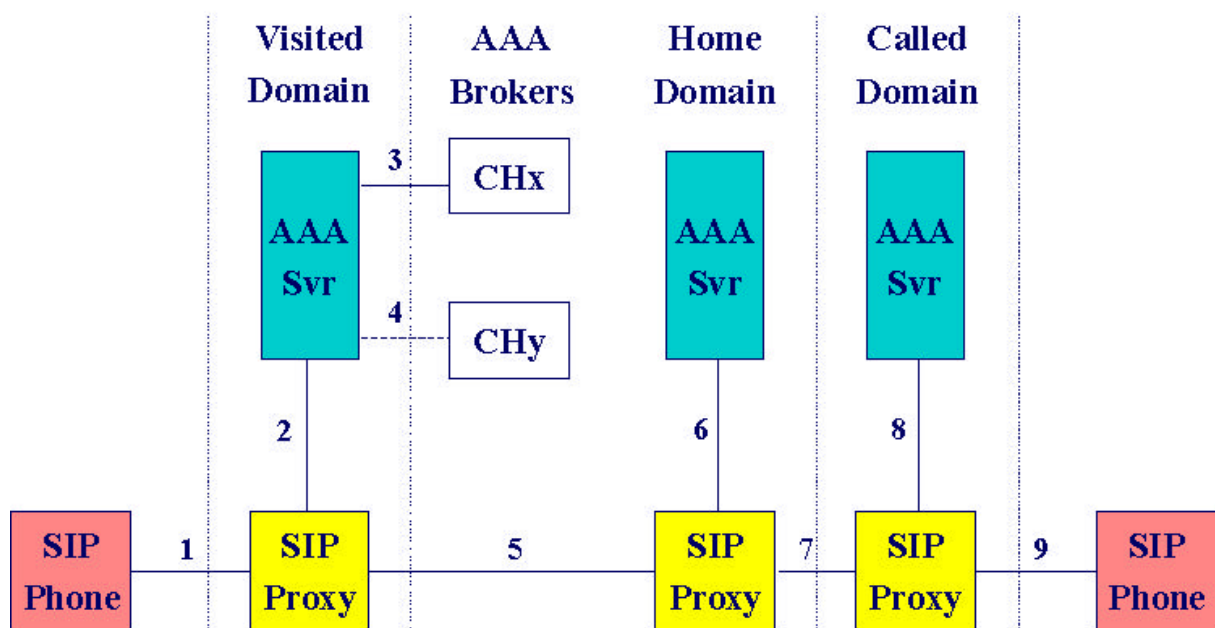 Visited
Domain
AAA
Brokers
Home
Domain
Called
Domain
3
CHx
AAA
Svr
AAA
Svr
AAA
Svr
4
CHy
2
6
8
SIP
Phone
1
SIP
Proxy
5
SIP
Proxy
7
SIP
Proxy
9
SIP
Phone